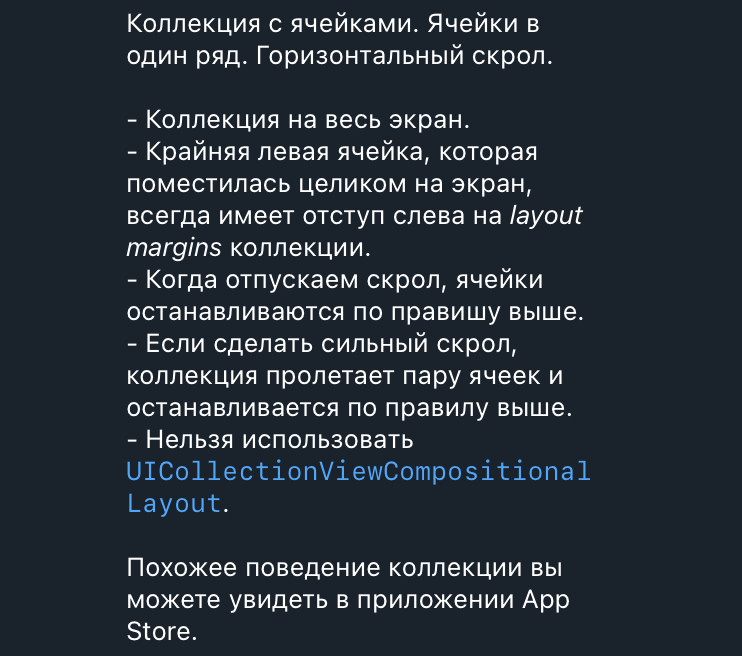 Коллекция с ячейками. Ячейки в
один ряд. Горизонтальный скрол.
- Коллекция на весь экран.
- Крайняя левая ячейка, которая
поместилась целиком на экран,
всегда имеет отступ слева на layout
margins коллекции.
- Когда отпускаем скрол, ячейки
останавливаются по правишу выше.
- Если сделать сильный скрол,
коллекция пролетает пару ячеек и
останавливается по правилу выше.
- Нельзя использовать
UICollectionViewCompositional
Layout.
Похожее поведение коллекции вы
можете увидеть в приложении App
Store.